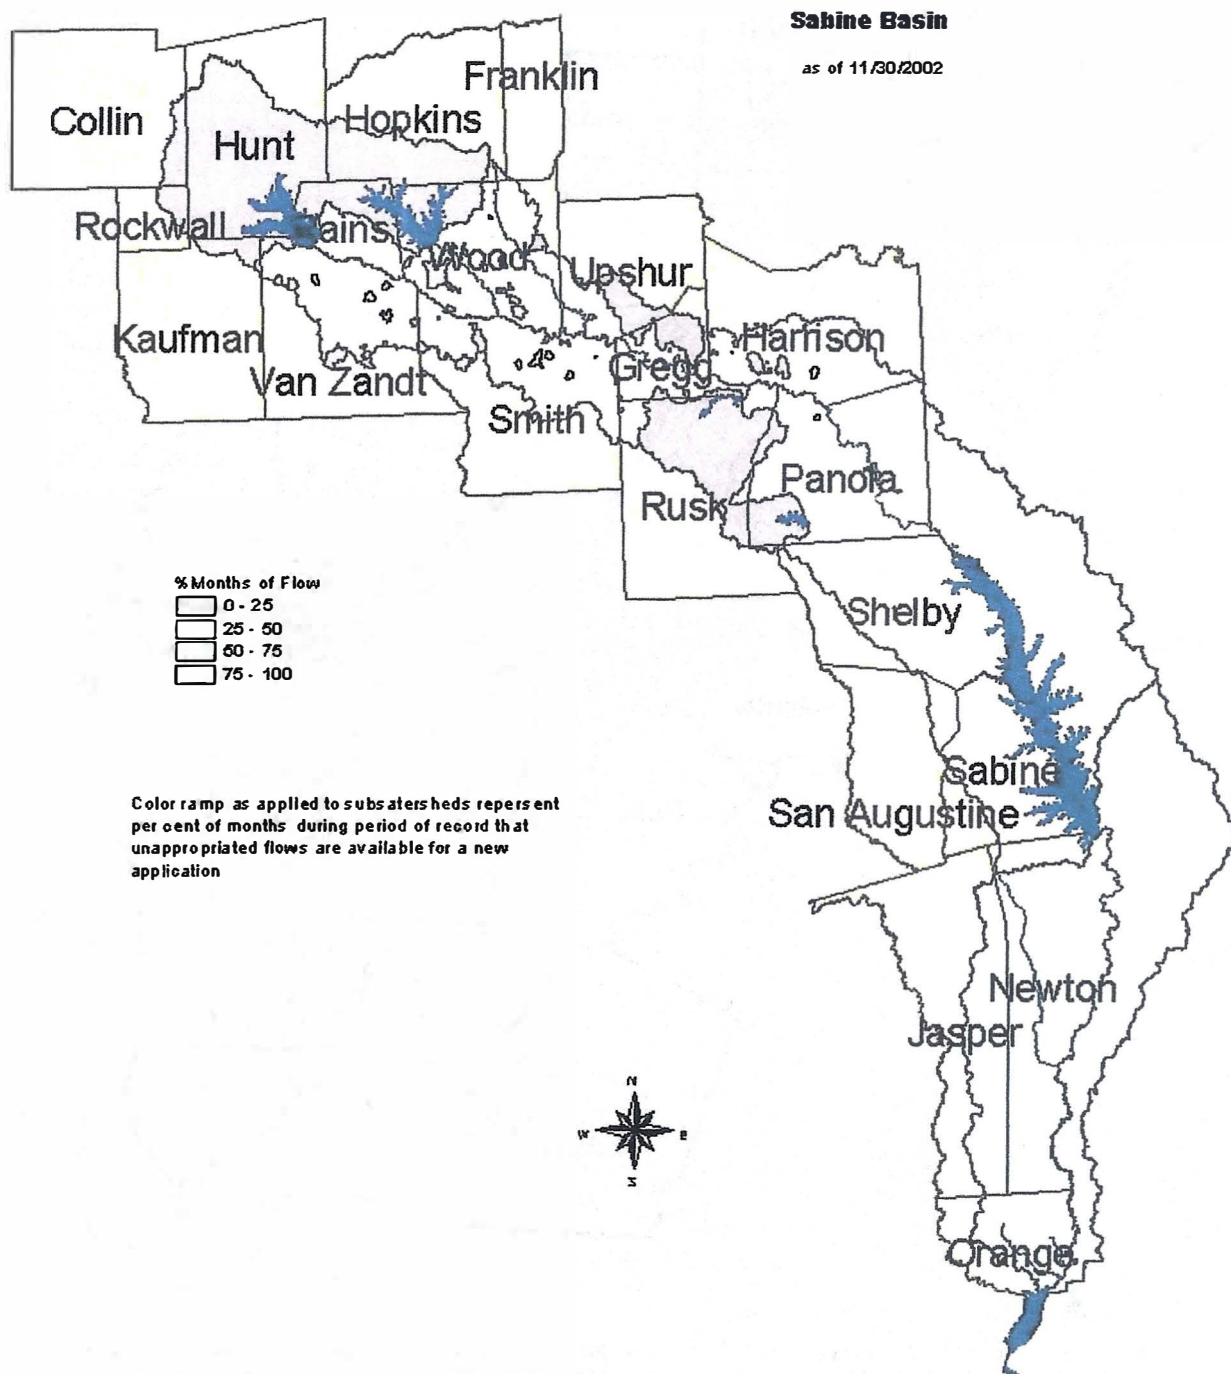 Sabine Basin
as of 11/30/2002
Franklin
Collin
Hopkins
Hunt
Rockwall
Rains
Wood
Upshur
Kaufman
Harrison
Gregg
Van Zandt
Smith
Panola
Rusk
% Months of Flow
0 - 25
25 - 50
50 - 75
75 - 100
Shelby
Sabine
San Augustine
Color ramp as applied to subsatersheds repersent
per cent of months during period of record that
unappropriated flows are available for a new
application
Newton
Jasper
N
W E
S
Orange